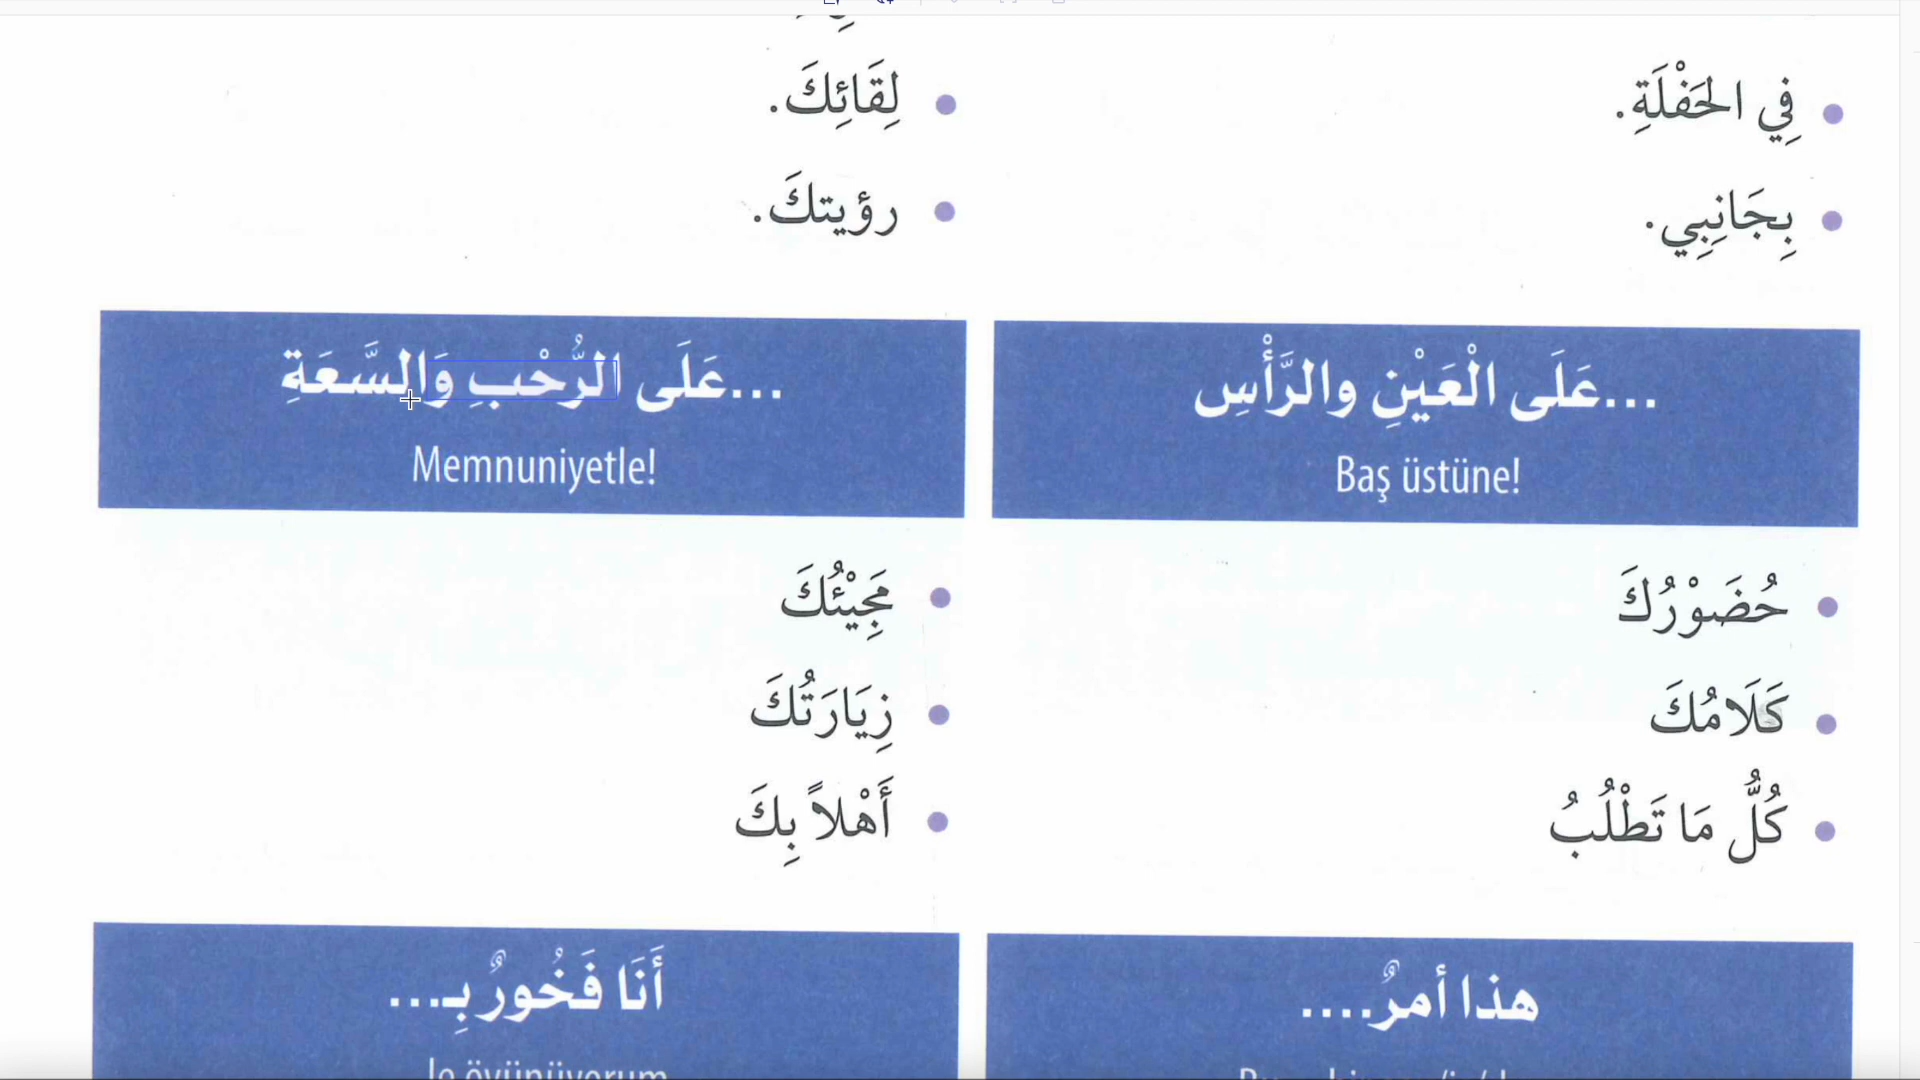 فِي الحَفْلَةِ.
بِجَانِبِي.
لِقَائِكَ.
رؤيتكَ.
...عَلَى الْعَيْنِ والرَّأْسِ
Baş üstüne!
حُضَوْرُكَ
كَلَامُكَ
كُلُّ مَا تَطْلُبُ
...عَلَى الرُّحْبِ وَالسَّعَةِ
Memnuniyetle!
مَجِيْئُكَ
زِيَارَتُكَ
أَهْلاً بِكَ
هذا أمرٌ....
أَنَا فَخُورٌ بِـ...